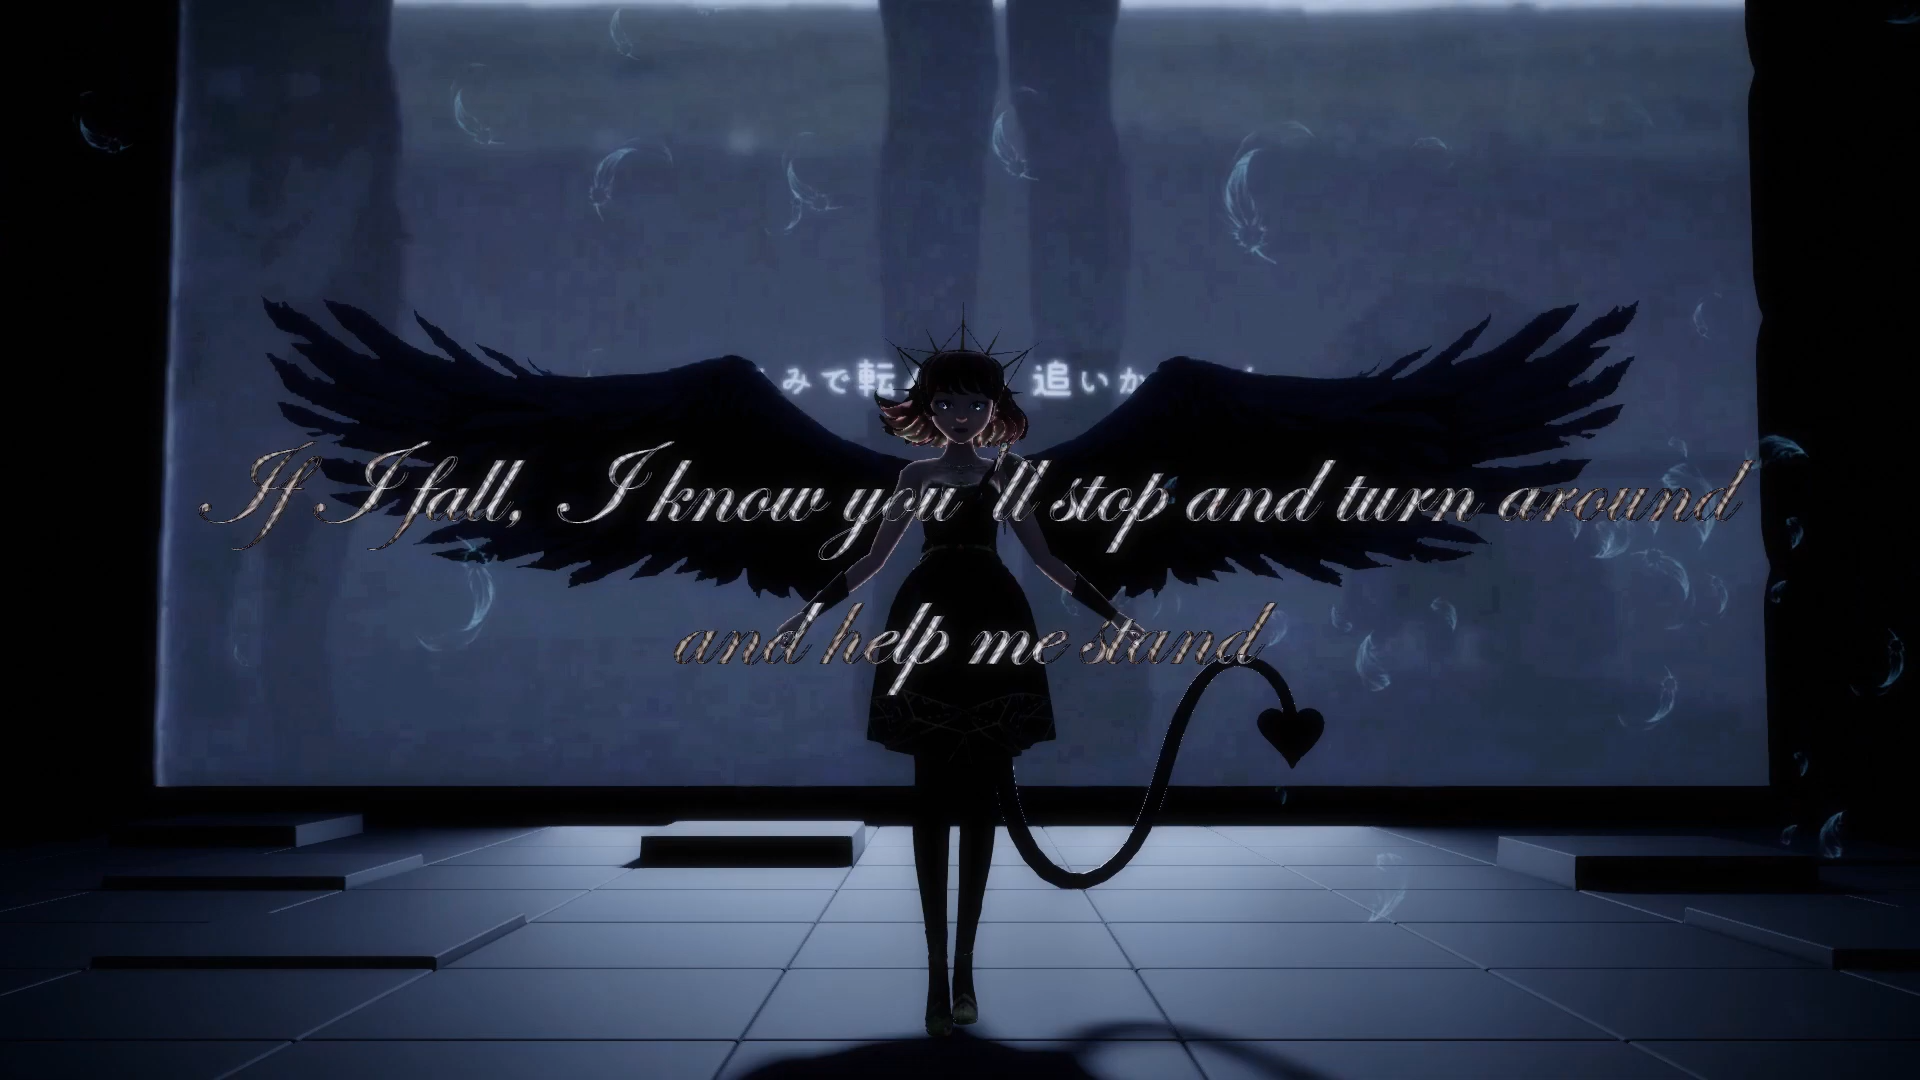 みで転 追いか
If I fall, I know you'll stop and turn around
and help me stand